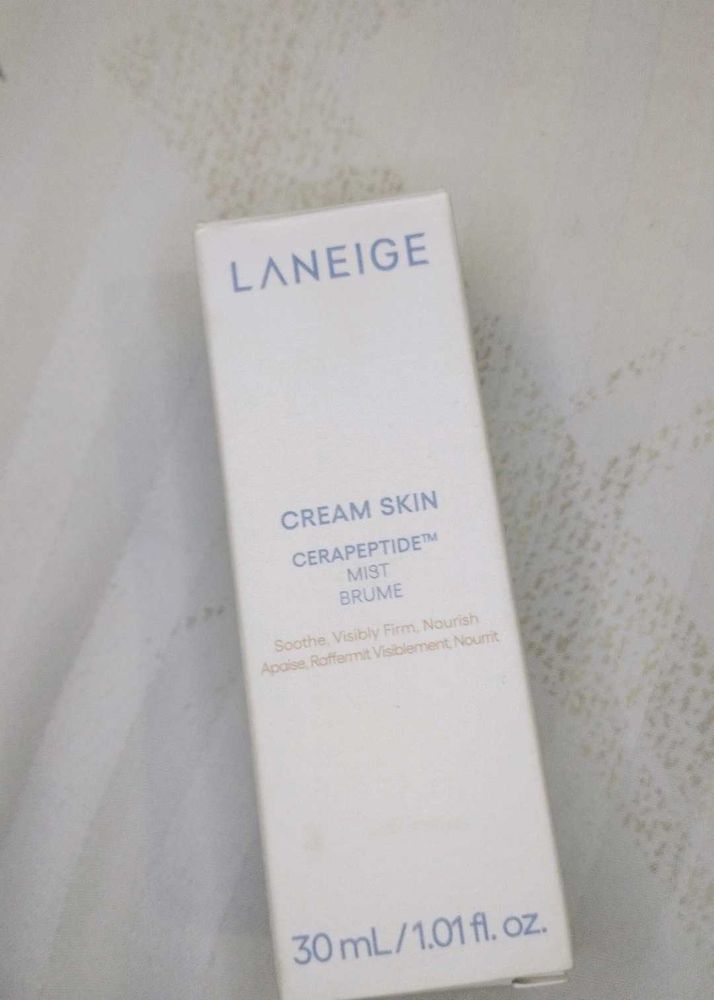 LANEIGE
CREAM SKIN
CERAPEPTIDE™
MIST
BRUME
Soothe, Visibly Firm, Nourish
Apaise, Raffermit Visiblement, Nourrit
30 mL / 1.01 fl. oz.